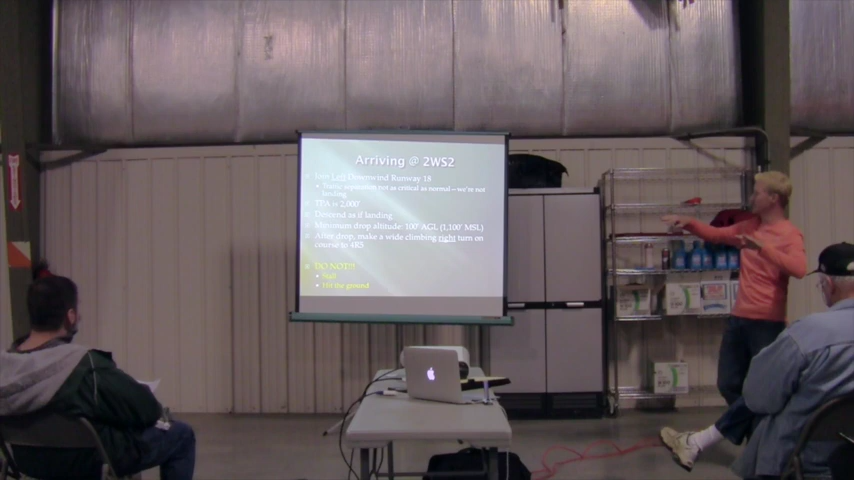 Arriving @ 2WS2
Join Left Downwind Runway 18
Traffic separation not as critical as normal – we're not
landing
TPA is 2,000'
Descend as if landing
Minimum drop altitude: 100' AGL (1,100' MSL)
After drop, make a wide climbing right turn on
course to
DO NOT!!!
Stall
Hit the ground